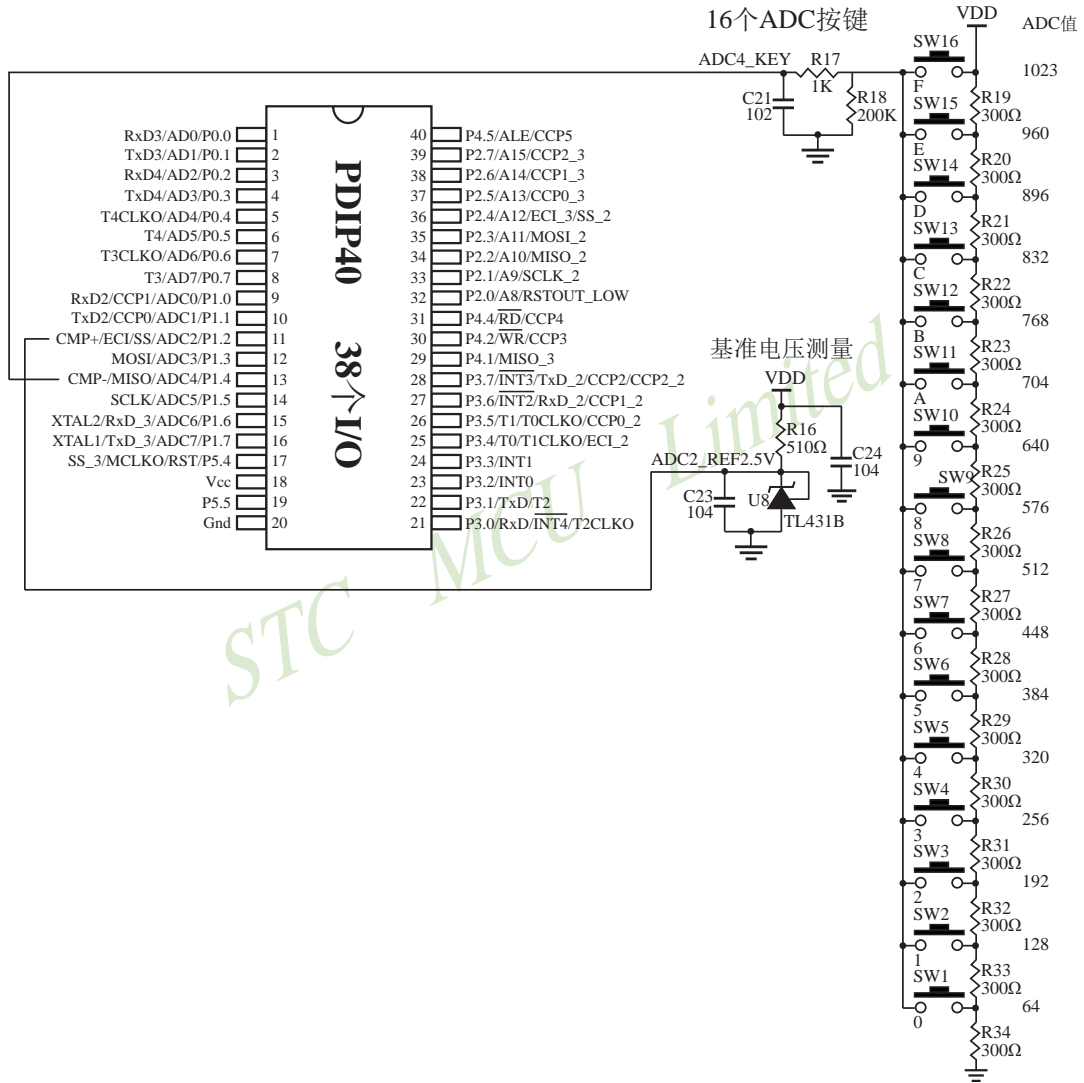 16个ADC按键
VDD
ADC值
ADC4_KEY
R17
1K
C21
102
R18
200K
SW16
F
1023
R19
300Ω
SW15
E
960
R20
300Ω
SW14
D
896
R21
300Ω
SW13
C
832
R22
300Ω
SW12
B
768
R23
300Ω
SW11
A
704
R24
300Ω
SW10
9
640
R25
300Ω
SW9
8
576
R26
300Ω
SW8
7
512
R27
300Ω
SW7
6
448
R28
300Ω
SW6
5
384
R29
300Ω
SW5
4
320
R30
300Ω
SW4
3
256
R31
300Ω
SW3
2
192
R32
300Ω
SW2
1
128
R33
300Ω
SW1
0
64
R34
300Ω
PDIP40
38个I/O
RxD3/AD0/P0.0 1
TxD3/AD1/P0.1 2
RxD4/AD2/P0.2 3
TxD4/AD3/P0.3 4
T4CLKO/AD4/P0.4 5
T4/AD5/P0.5 6
T3CLKO/AD6/P0.6 7
T3/AD7/P0.7 8
RxD2/CCP1/ADC0/P1.0 9
TxD2/CCP0/ADC1/P1.1 10
CMP+/ECI/SS/ADC2/P1.2 11
MOSI/ADC3/P1.3 12
CMP-/MISO/ADC4/P1.4 13
SCLK/ADC5/P1.5 14
XTAL2/RxD_3/ADC6/P1.6 15
XTAL1/TxD_3/ADC7/P1.7 16
SS_3/MCLKO/RST/P5.4 17
Vcc 18
P5.5 19
Gnd 20
40 P4.5/ALE/CCP5
39 P2.7/A15/CCP2_3
38 P2.6/A14/CCP1_3
37 P2.5/A13/CCP0_3
36 P2.4/A12/ECI_3/SS_2
35 P2.3/A11/MOSI_2
34 P2.2/A10/MISO_2
33 P2.1/A9/SCLK_2
32 P2.0/A8/RSTOUT_LOW
31 P4.4/RD/CCP4
30 P4.2/WR/CCP3
29 P4.1/MISO_3
28 P3.7/INT3/TxD_2/CCP2/CCP2_2
27 P3.6/INT2/RxD_2/CCP1_2
26 P3.5/T1/T0CLKO/CCP0_2
25 P3.4/T0/T1CLKO/ECI_2
24 P3.3/INT1
23 P3.2/INT0
22 P3.1/TxD/T2
21 P3.0/RxD/INT4/T2CLKO
基准电压测量
VDD
R16
510Ω
C24
104
ADC2_REF2.5V
C23
104
U8
TL431B
STC MCU Limited